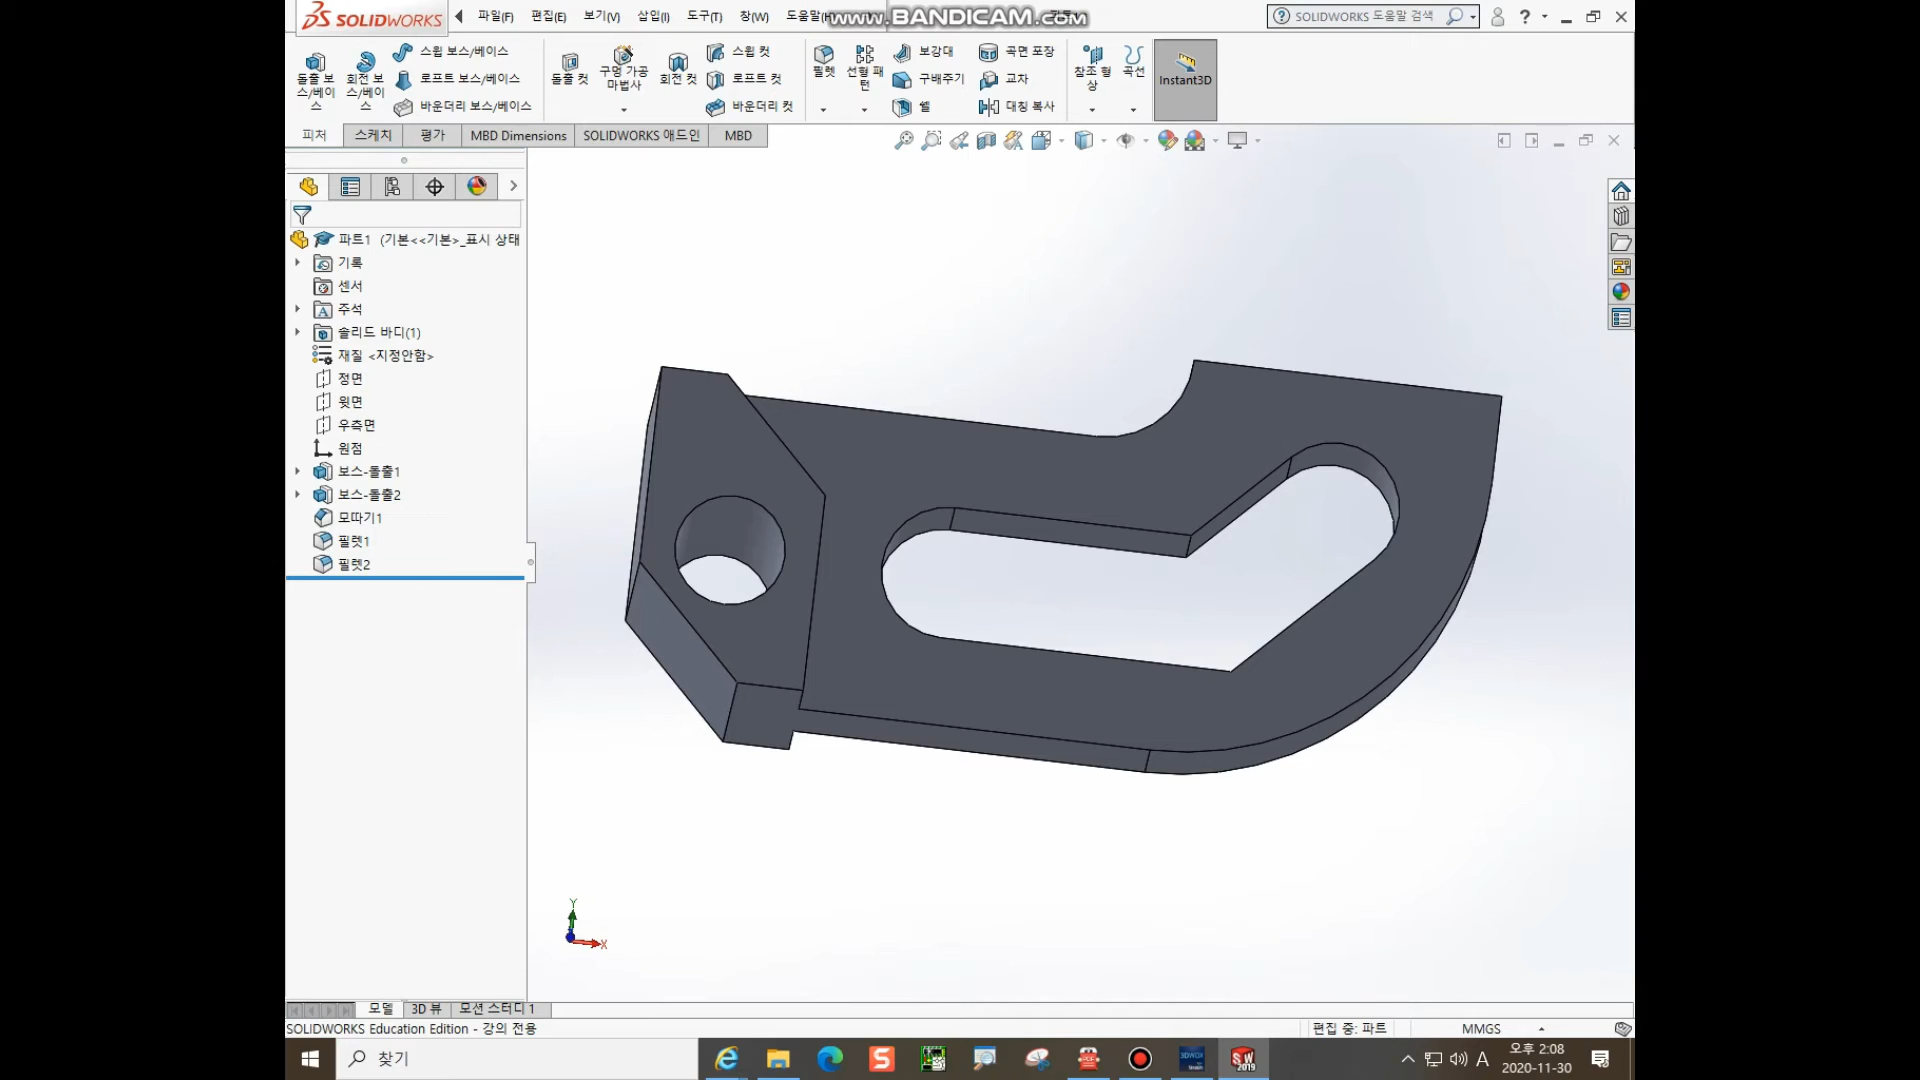 SOLIDWORKS
파일(F) 편집(E) 보기(V) 삽입(I) 도구(T) 창(W) 도움말(H)
www.BANDICAM.com
SOLIDWORKS 도움말 검색
돌출 보스/베이스
회전 보스/베이스
스윕 보스/베이스
로프트 보스/베이스
바운더리 보스/베이스
돌출 컷
구멍 가공 마법사
회전 컷
스윕 컷
로프트 컷
바운더리 컷
필렛
선형 패턴
보강대
구배주기
쉘
곡면 포장
교차
대칭 복사
참조 형상
곡선
Instant3D
피처 스케치 평가 MBD Dimensions SOLIDWORKS 애드인 MBD
파트1 (기본<<기본>_표시 상태
기록
센서
주석
솔리드 바디(1)
재질 <지정안함>
정면
윗면
우측면
원점
보스-돌출1
보스-돌출2
모따기1
필렛1
필렛2
Y
X
모델 3D 뷰 모션 스터디 1
SOLIDWORKS Education Edition - 강의 전용
편집 중: 파트
MMGS
찾기
A
오후 2:08
2020-11-30